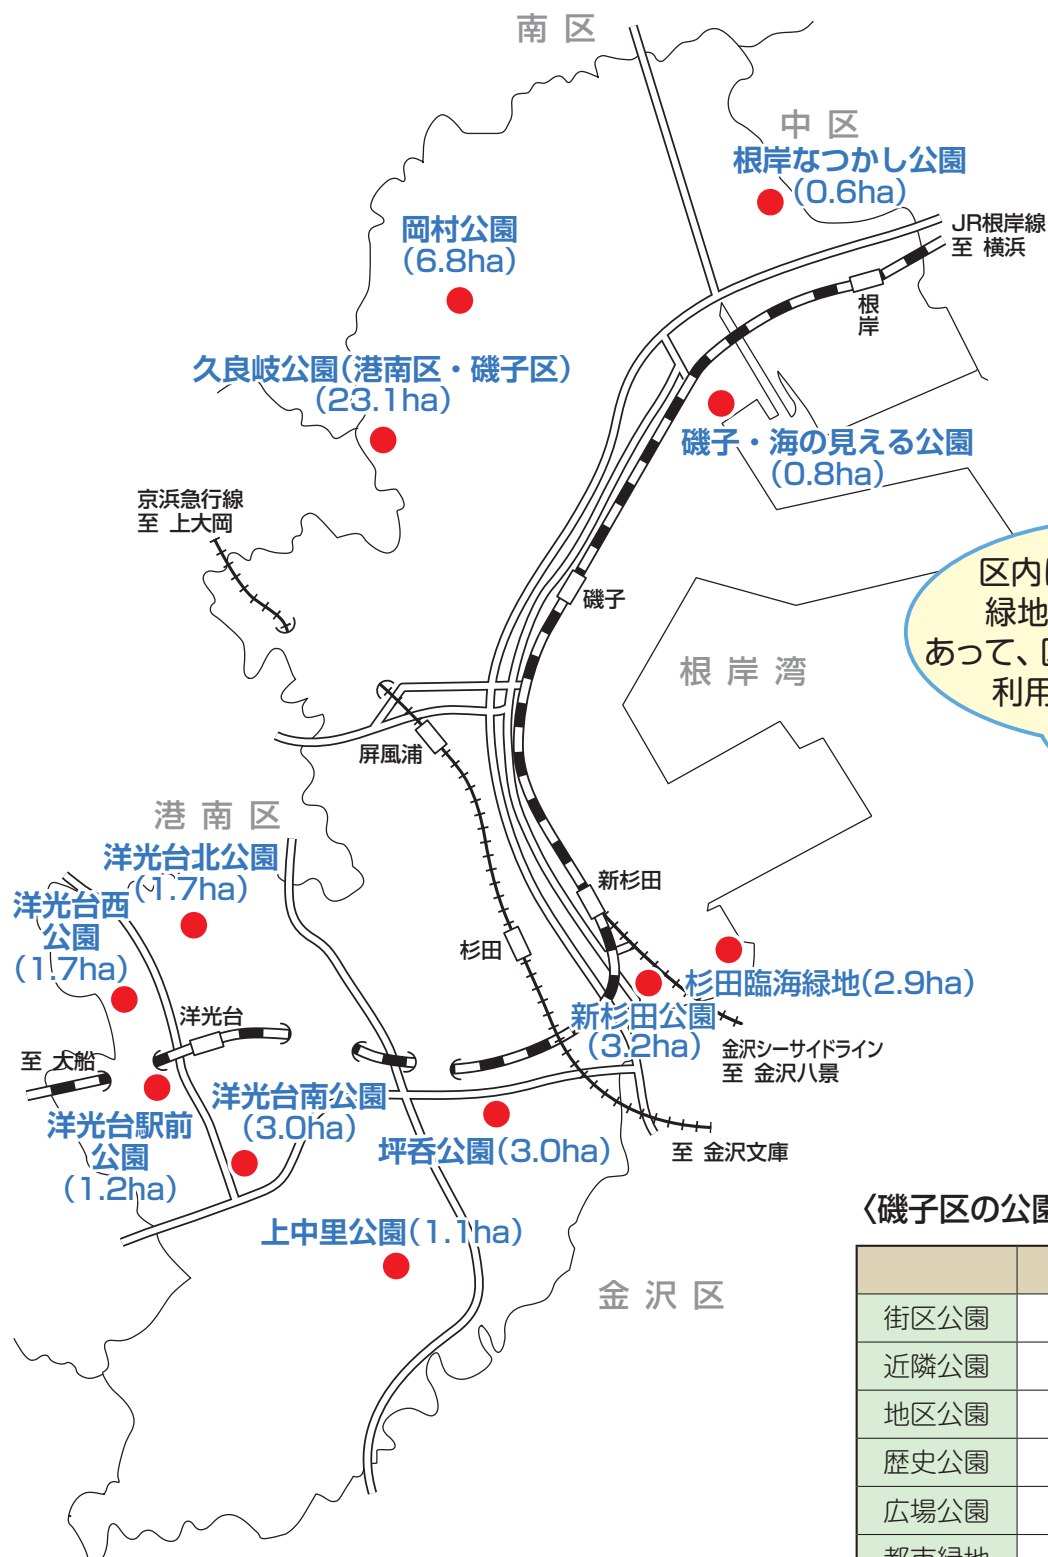 南区
中区
根岸なつかし公園
(0.6ha)
JR根岸線
至 横浜
岡村公園
(6.8ha)
根岸
久良岐公園(港南区・磯子区)
(23.1ha)
磯子・海の見える公園
(0.8ha)
京浜急行線
至 上大岡
区内に
緑地
あって、区
利用
磯子
根岸湾
屏風浦
港南区
洋光台北公園
(1.7ha)
洋光台西
公園
(1.7ha)
新杉田
杉田
杉田臨海緑地(2.9ha)
洋光台
新杉田公園
(3.2ha)
金沢シーサイドライン
至 金沢八景
至 大船
洋光台南公園
(3.0ha)
洋光台駅前
公園
(1.2ha)
坪呑公園(3.0ha)
至 金沢文庫
上中里公園(1.1ha)
金沢区
〈磯子区の公園
街区公園
近隣公園
地区公園
歴史公園
広場公園
都市緑地